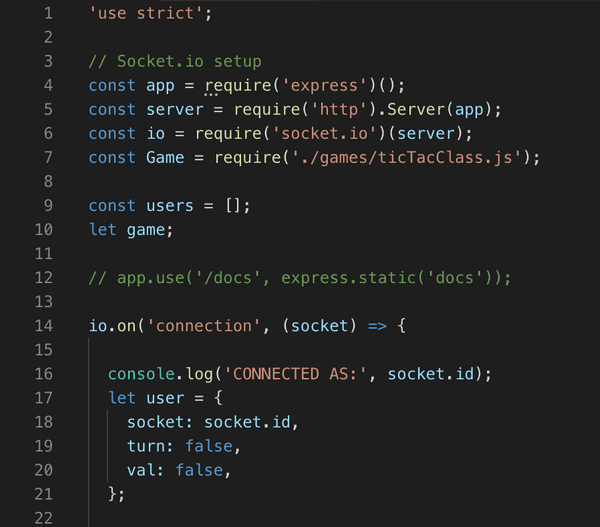 1 'use strict';
2
3 // Socket.io setup
4 const app = require('express')();
5 const server = require('http').Server(app);
6 const io = require('socket.io')(server);
7 const Game = require('./games/ticTacClass.js');
8
9 const users = [];
10 let game;
11
12 // app.use('/docs', express.static('docs'));
13
14 io.on('connection', (socket) => {
15
16 console.log('CONNECTED AS:', socket.id);
17 let user = {
18 socket: socket.id,
19 turn: false,
20 val: false,
21 };
22